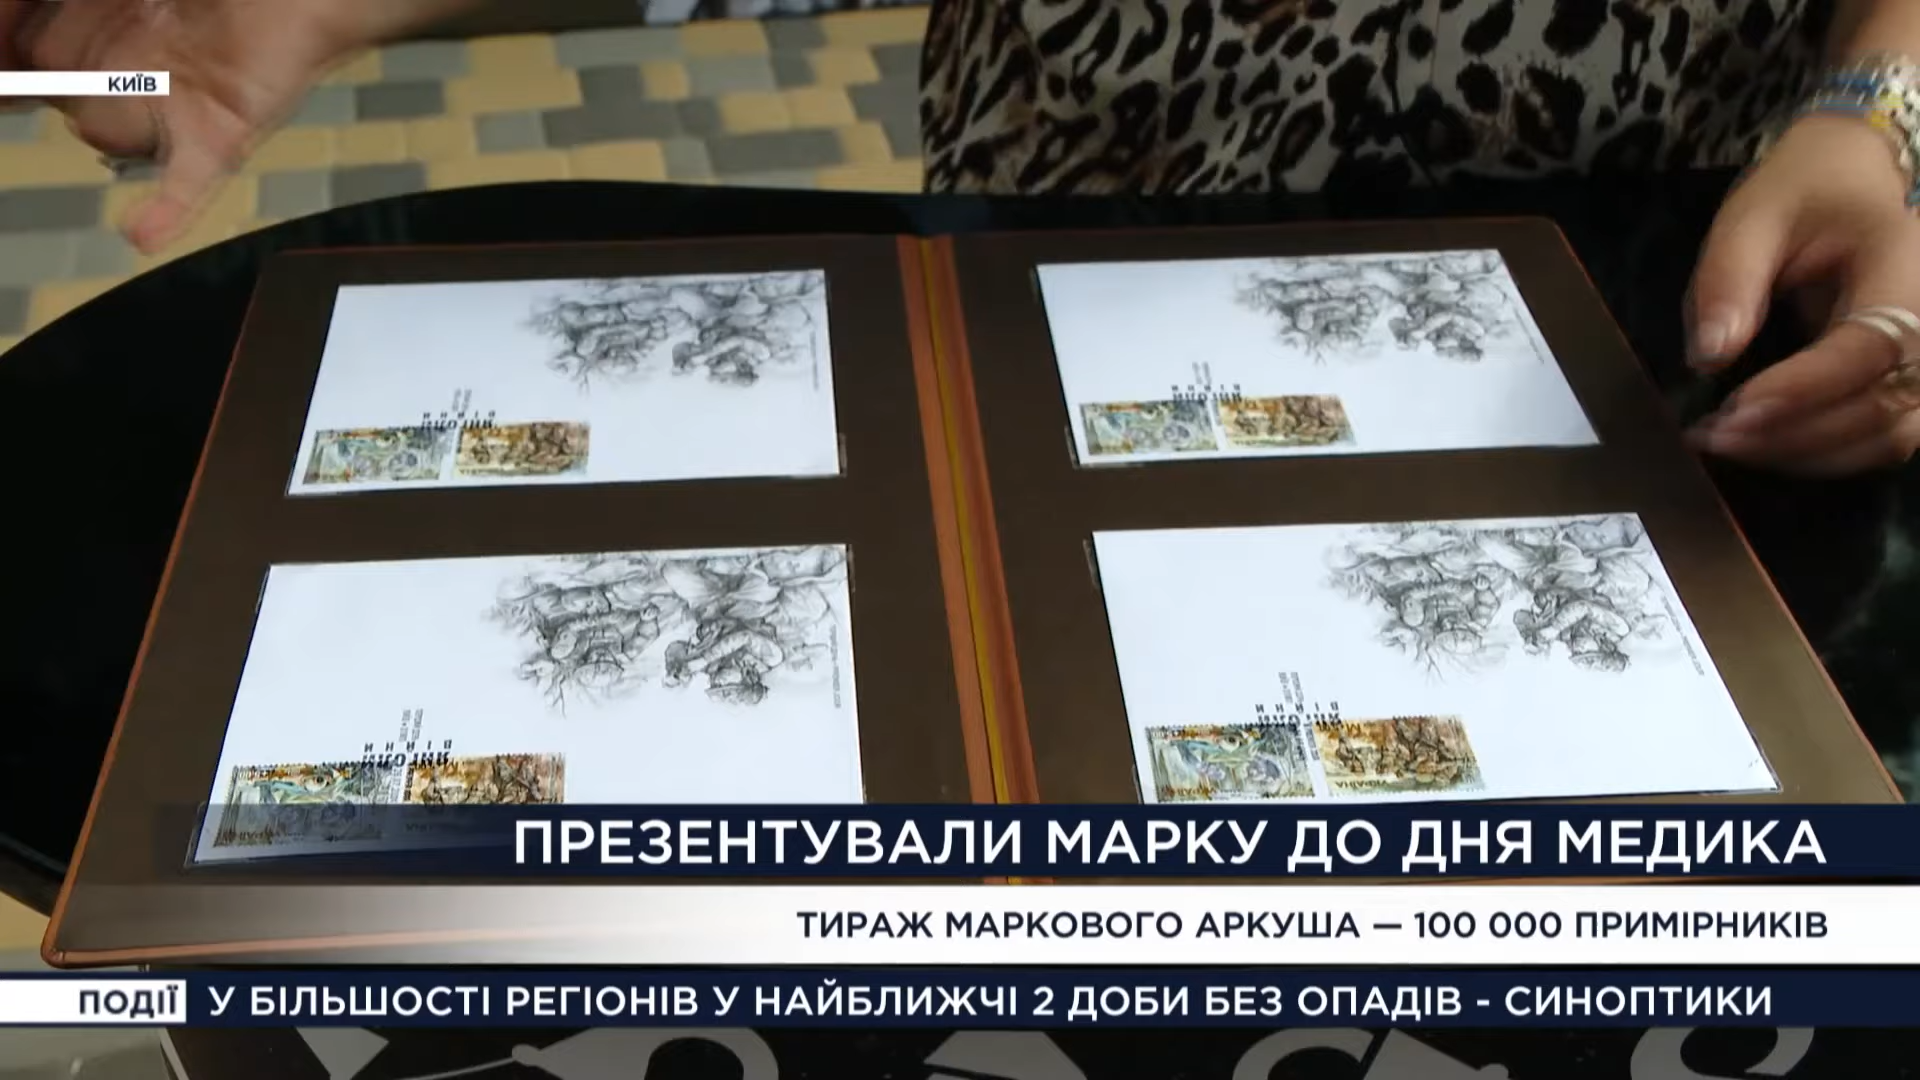 КИЇВ
ПРЕЗЕНТУВАЛИ МАРКУ ДО ДНЯ МЕДИКА
ТИРАЖ МАРКОВОГО АРКУША — 100 000 ПРИМІРНИКІВ
ПОДІЇ У БІЛЬШОСТІ РЕГІОНІВ У НАЙБЛИЖЧІ 2 ДОБИ БЕЗ ОПАДІВ - СИНОПТИКИ